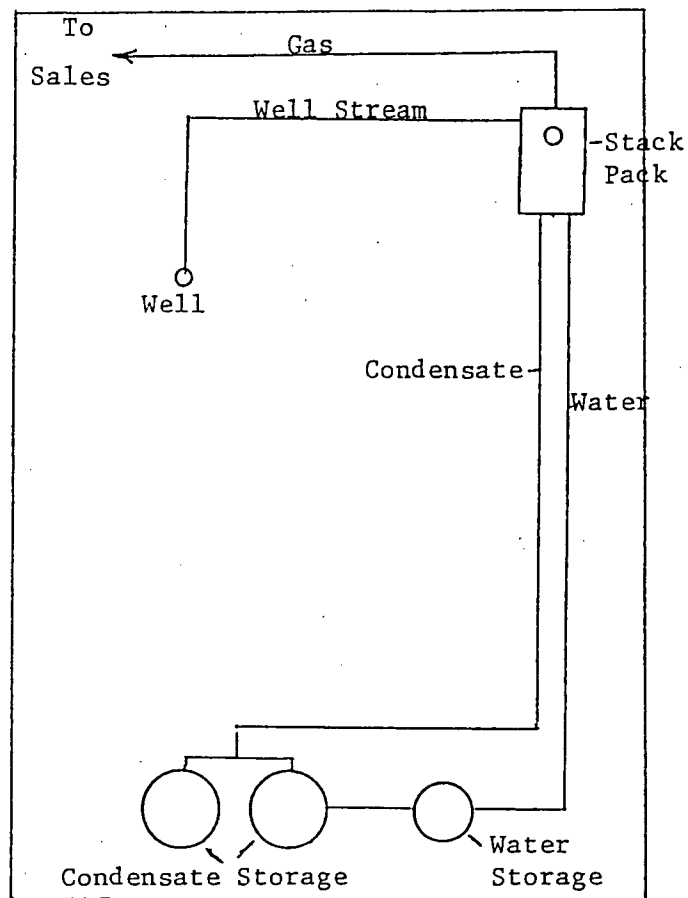 To
Sales
Gas
Well Stream
Stack
Pack
Well
Condensate
Water
Condensate Storage
Water
Storage